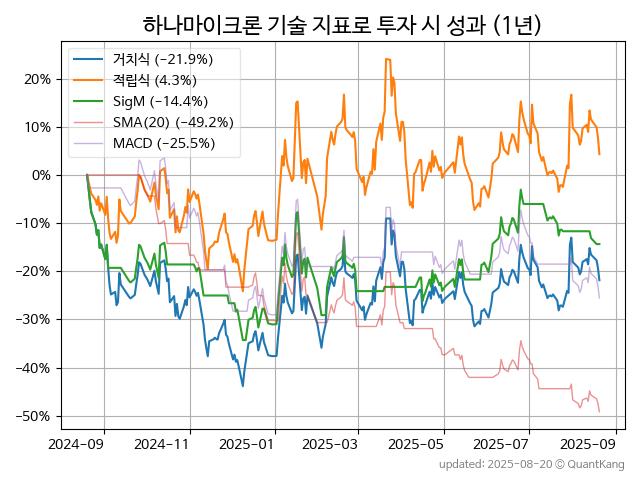 하나마이크론 기술 지표로 투자 시 성과 (1년)
거치식 (−21.9%)
적립식 (4.3%)
SigM (−14.4%)
SMA(20) (−49.2%)
MACD (−25.5%)
20%
10%
0%
−10%
−20%
−30%
−40%
−50%
2024-09 2024-11 2025-01 2025-03 2025-05 2025-07 2025-09
updated: 2025-08-20 © QuantKang